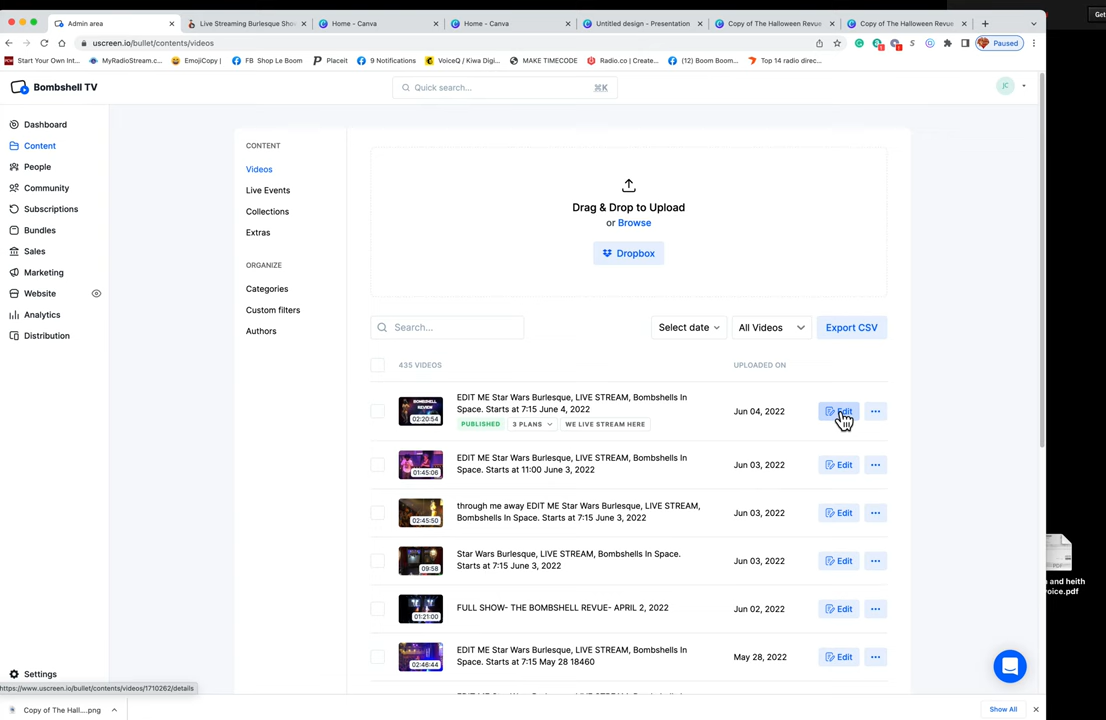 Get
Admin area
Live Streaming Burlesque Sho
Home - Canva
Home - Canva
Untitled design - Presentation
Copy of The Halloween Revue
Copy of The Halloween Revue
uscreen.io/bullet/contents/videos
Paused
Start Your Own Int...
MyRadioStream.c...
EmojiCopy |
FB Shop Le Boom
Placeit
9 Notifications
VoiceQ / Kiwa Digi...
MAKE TIMECODE
Radio.co | Create...
(12) Boom Boom...
Top 14 radio direc...
Bombshell TV
Quick search...
⌘K
JC
Dashboard
Content
People
Community
Subscriptions
Bundles
Sales
Marketing
Website
Analytics
Distribution
Settings
CONTENT
Videos
Live Events
Collections
Extras
ORGANIZE
Categories
Custom filters
Authors
Drag & Drop to Upload
or Browse
Dropbox
Search...
Select date
All Videos
Export CSV
435 VIDEOS
UPLOADED ON
BOMBSHELL
REVIEW
02:20:54
EDIT ME Star Wars Burlesque, LIVE STREAM, Bombshells In
Space. Starts at 7:15 June 4, 2022
PUBLISHED
3 PLANS
WE LIVE STREAM HERE
Jun 04, 2022
Edit
01:45:06
EDIT ME Star Wars Burlesque, LIVE STREAM, Bombshells In
Space. Starts at 11:00 June 3, 2022
Jun 03, 2022
Edit
02:45:50
through me away EDIT ME Star Wars Burlesque, LIVE STREAM,
Bombshells In Space. Starts at 7:15 June 3, 2022
Jun 03, 2022
Edit
09:58
Star Wars Burlesque, LIVE STREAM, Bombshells In Space.
Starts at 7:15 June 3, 2022
Jun 03, 2022
Edit
01:21:00
FULL SHOW- THE BOMBSHELL REVUE- APRIL 2, 2022
Jun 02, 2022
Edit
02:46:44
EDIT ME Star Wars Burlesque, LIVE STREAM, Bombshells In
Space. Starts at 7:15 May 28 18460
May 28, 2022
Edit
PDF
and heith
voice.pdf
https://www.uscreen.io/bullet/contents/videos/1710262/details
Copy of The Hall....png
Show All